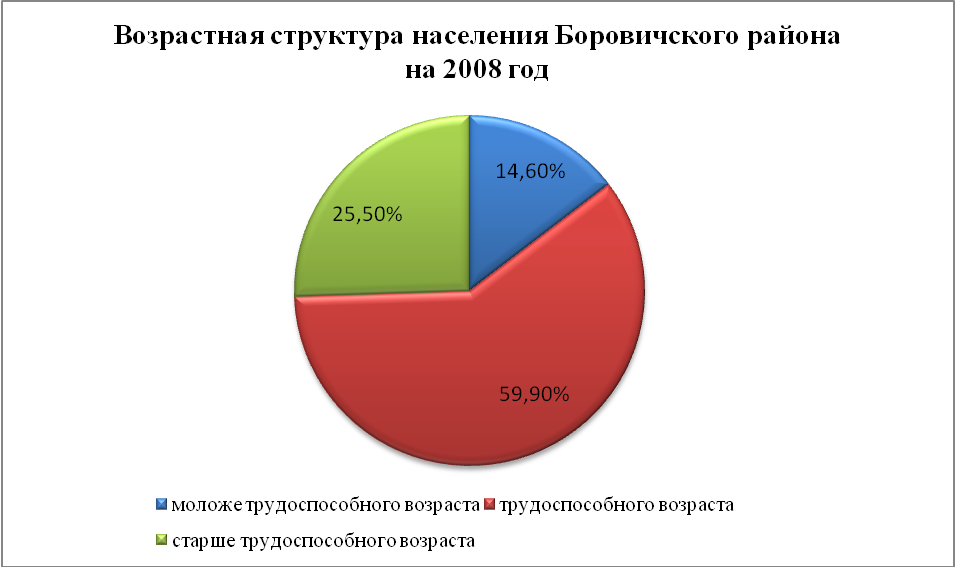 Возрастная структура населения Боровичского района
на 2008 год
14,60%
25,50%
59,90%
моложе трудоспособного возраста трудоспособного возраста
старше трудоспособного возраста